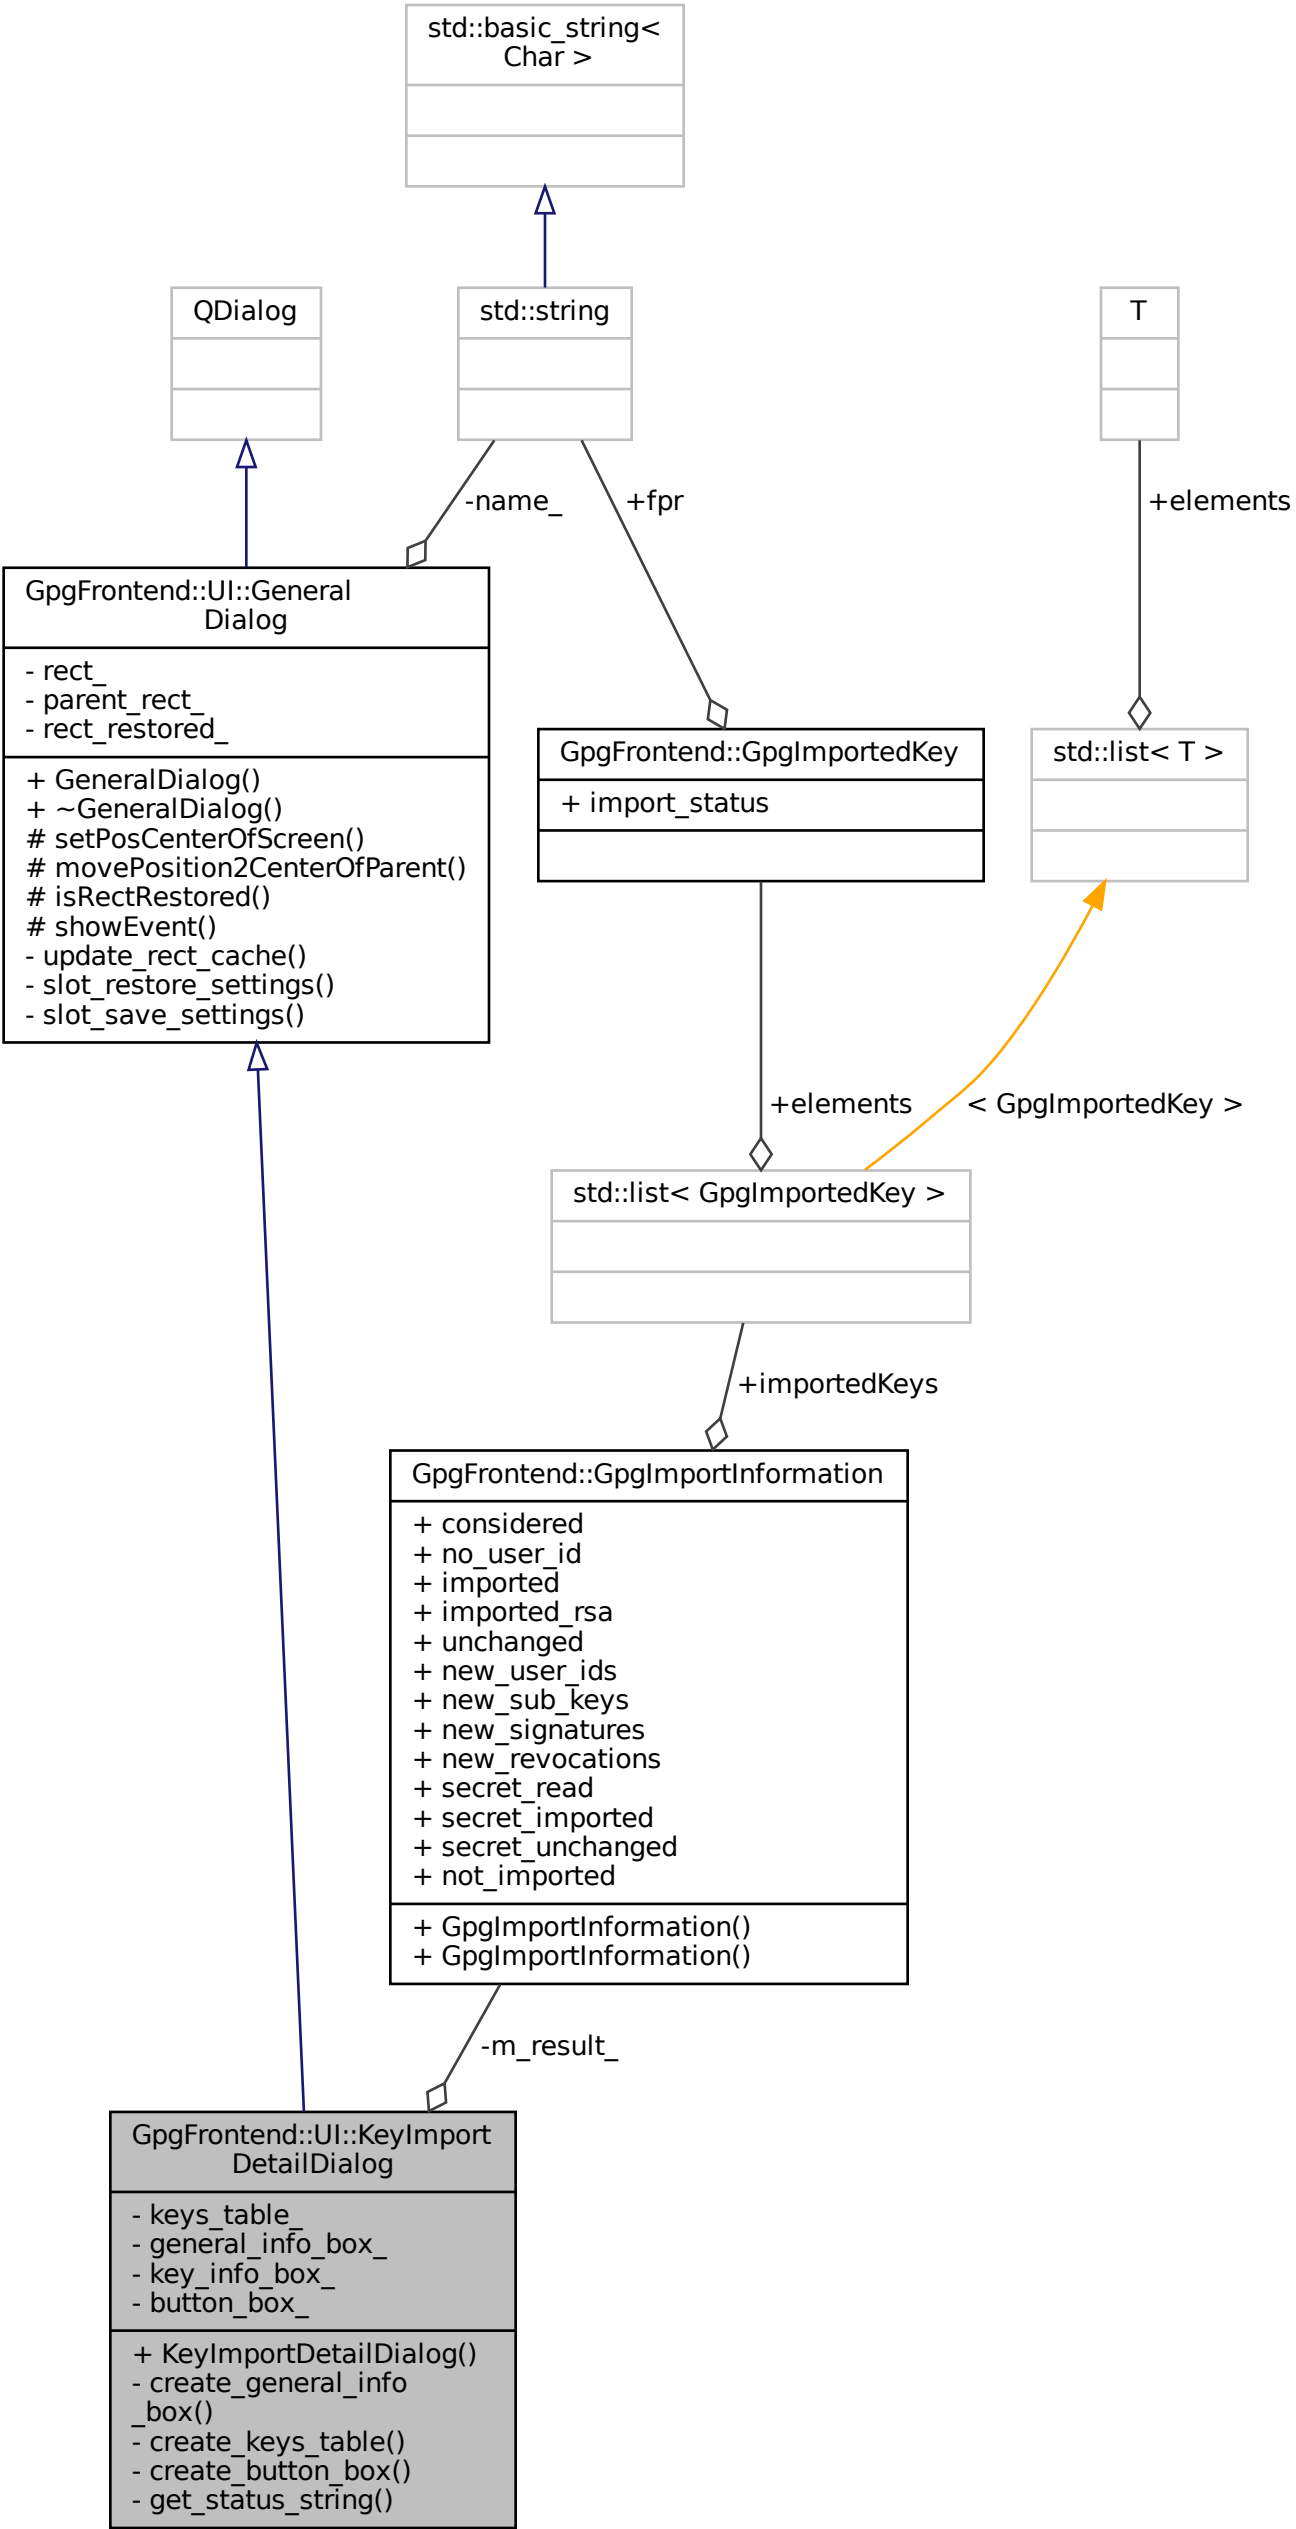 std::basic_string<
Char >
QDialog
std::string
T
-name_
+fpr
+elements
GpgFrontend::UI::General
Dialog
- rect_
- parent_rect_
- rect_restored_
+ GeneralDialog()
+ ~GeneralDialog()
# setPosCenterOfScreen()
# movePosition2CenterOfParent()
# isRectRestored()
# showEvent()
- update_rect_cache()
- slot_restore_settings()
- slot_save_settings()
GpgFrontend::GpgImportedKey
+ import_status
std::list< T >
+elements
< GpgImportedKey >
std::list< GpgImportedKey >
+importedKeys
GpgFrontend::GpgImportInformation
+ considered
+ no_user_id
+ imported
+ imported_rsa
+ unchanged
+ new_user_ids
+ new_sub_keys
+ new_signatures
+ new_revocations
+ secret_read
+ secret_imported
+ secret_unchanged
+ not_imported
+ GpgImportInformation()
+ GpgImportInformation()
-m_result_
GpgFrontend::UI::KeyImport
DetailDialog
- keys_table_
- general_info_box_
- key_info_box_
- button_box_
+ KeyImportDetailDialog()
- create_general_info
_box()
- create_keys_table()
- create_button_box()
- get_status_string()